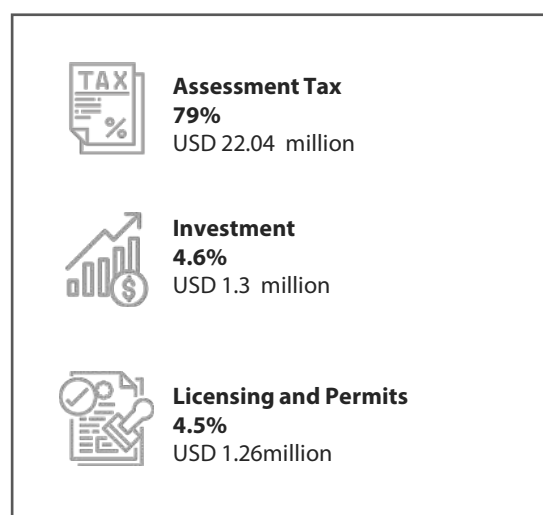 TAX
%
Assessment Tax
79%
USD 22.04 million
Investment
4.6%
$
USD 1.3 million
Licensing and Permits
4.5%
USD 1.26million